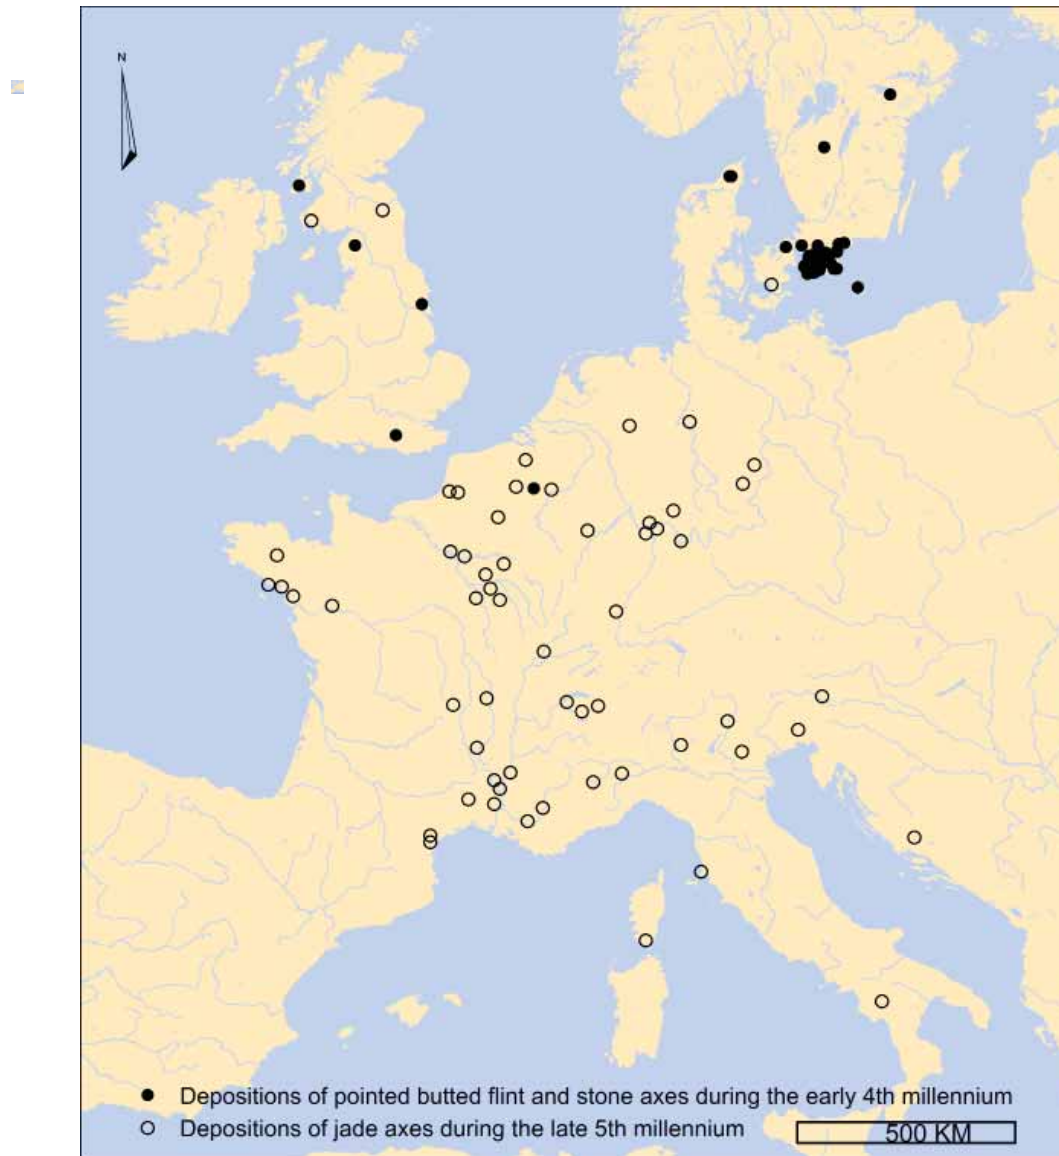 N
Depositions of pointed butted flint and stone axes during the early 4th millennium
Depositions of jade axes during the late 5th millennium
500 KM